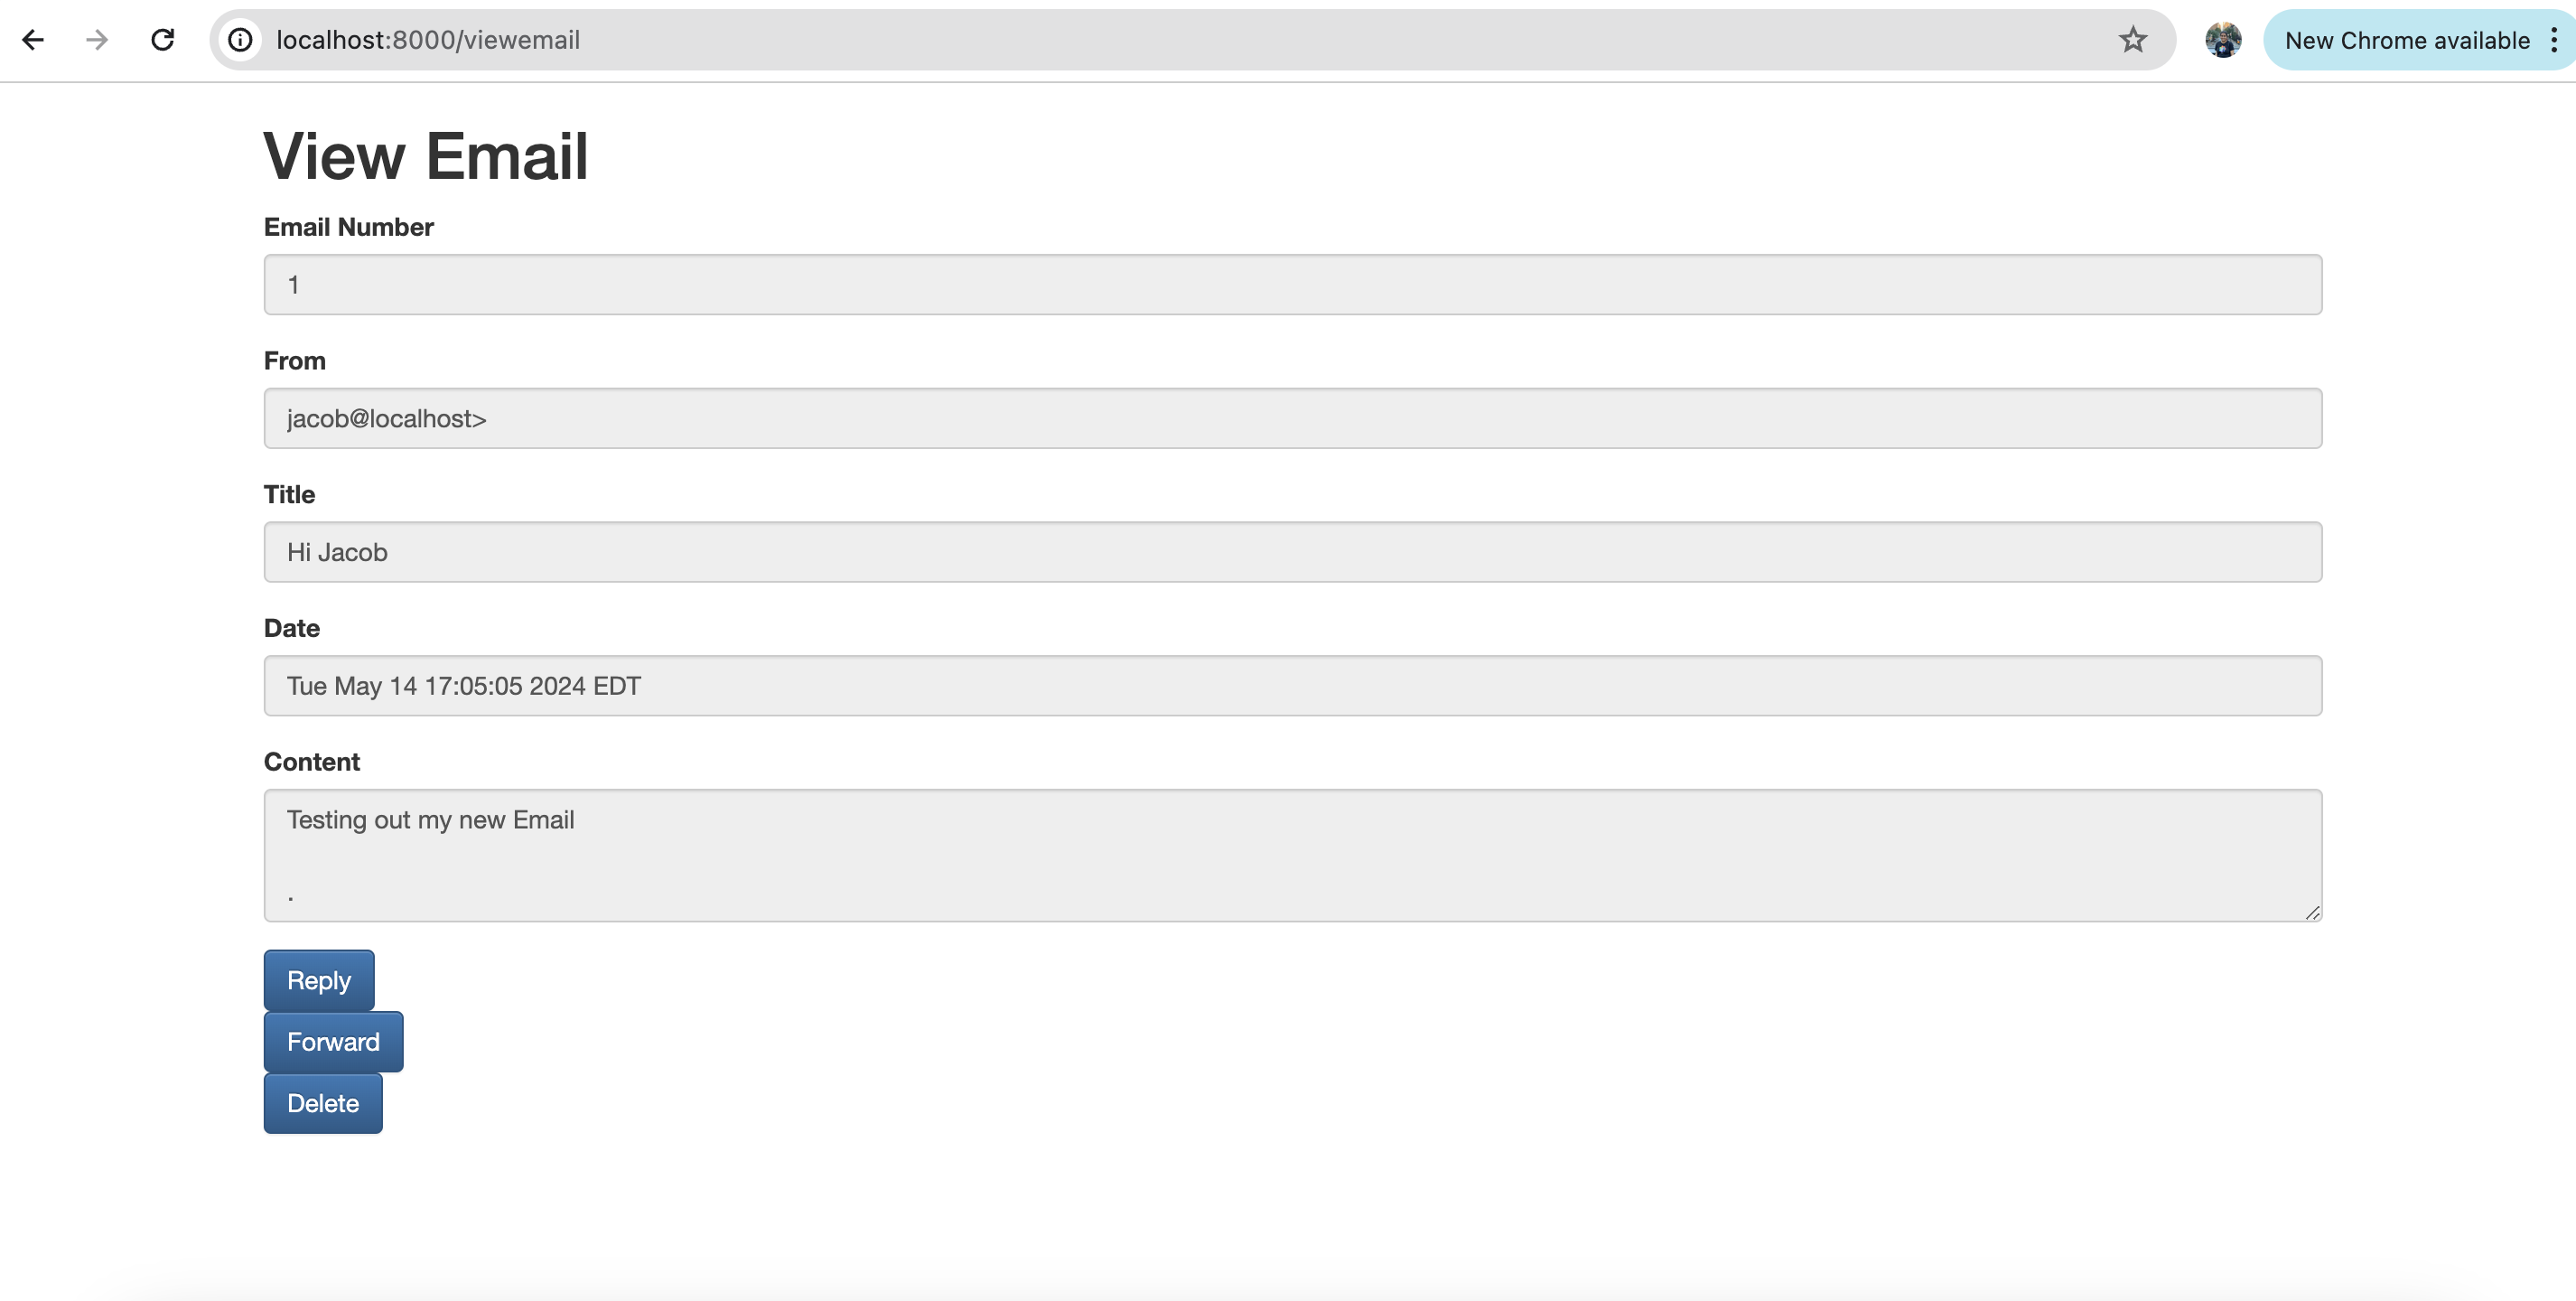 localhost:8000/viewemail
New Chrome available
View Email
Email Number
1
From
jacob@localhost>
Title
Hi Jacob
Date
Tue May 14 17:05:05 2024 EDT
Content
Testing out my new Email
.
Reply
Forward
Delete